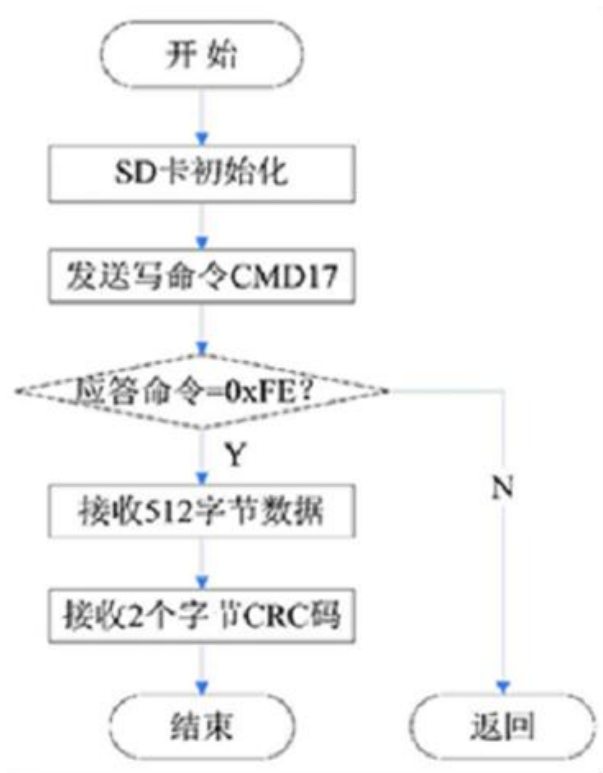 开始
SD卡初始化
发送写命令CMD17
应答命令=0xFE?
Y
N
接收512字节数据
接收2个字节CRC码
结束
返回